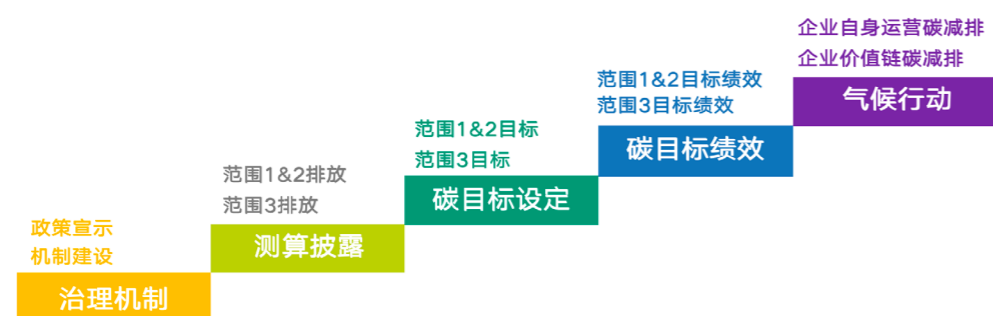 政策宣示
机制建设
治理机制
范围1&2排放
范围3排放
测算披露
范围1&2目标
范围3目标
碳目标设定
范围1&2目标绩效
范围3目标绩效
碳目标绩效
企业自身运营碳减排
企业价值链碳减排
气候行动